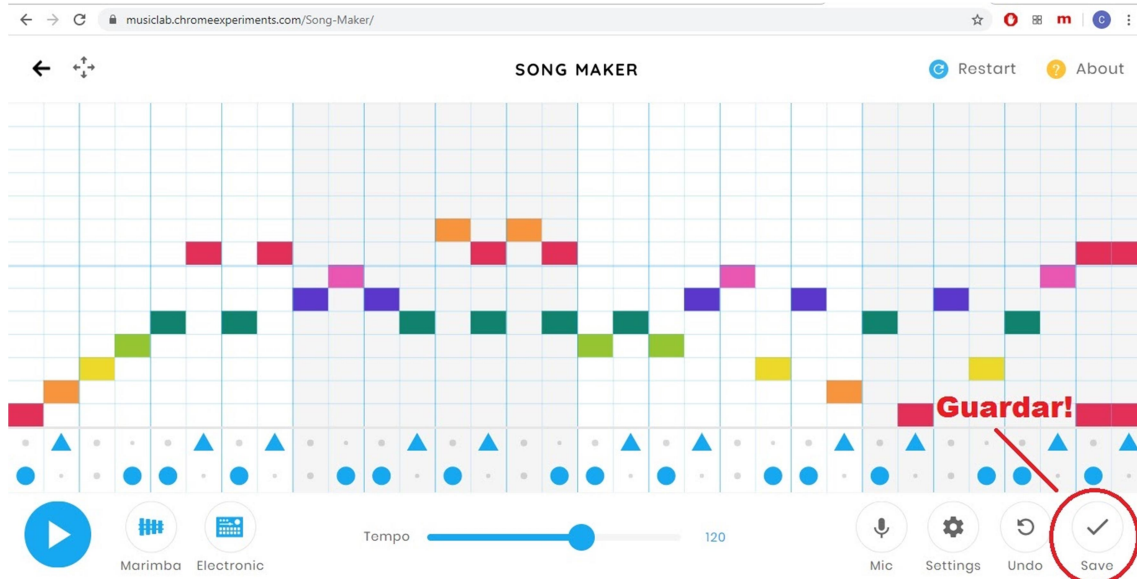 musiclab.chromeexperiments.com/Song-Maker/
m
C
SONG MAKER
Restart
? About
Guardar!
Marimba
Electronic
Tempo
120
Mic
Settings
Undo
Save